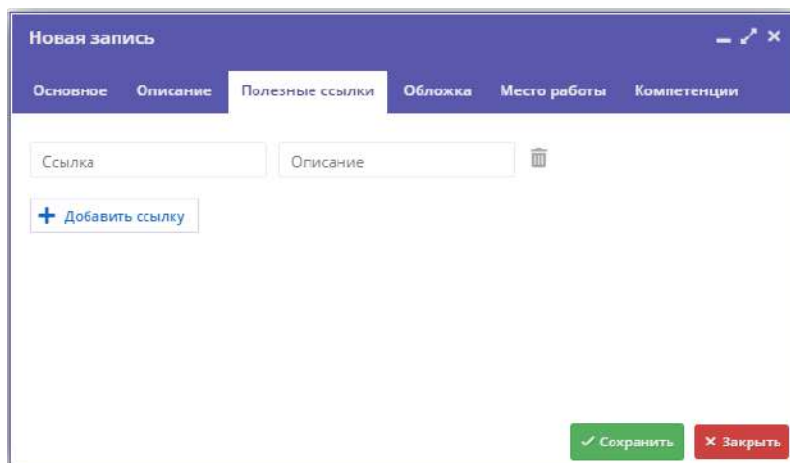 Новая запись
Основное Описание Полезные ссылки Обложка Место работы Компетенции
Ссылка Описание
Добавить ссылку
Сохранить Закрыть